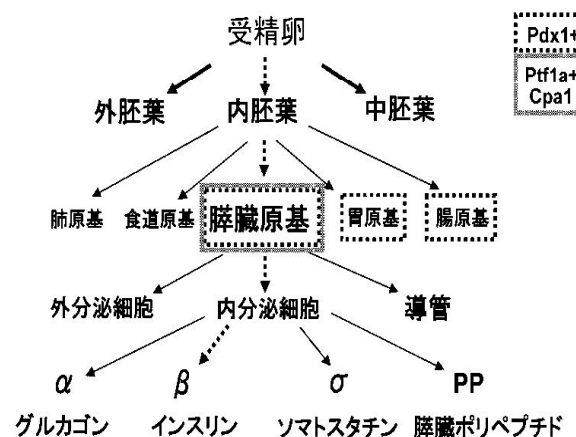 受精卵
Pdx1+
Ptf1a+
Cpa1
外胚葉 内胚葉 中胚葉
肺原基 食道原基 膵臓原基 胃原基 腸原基
外分泌細胞 内分泌細胞 導管
α β σ PP
グルカゴン インスリン ソマトスタチン 膵臓ポリペプチド